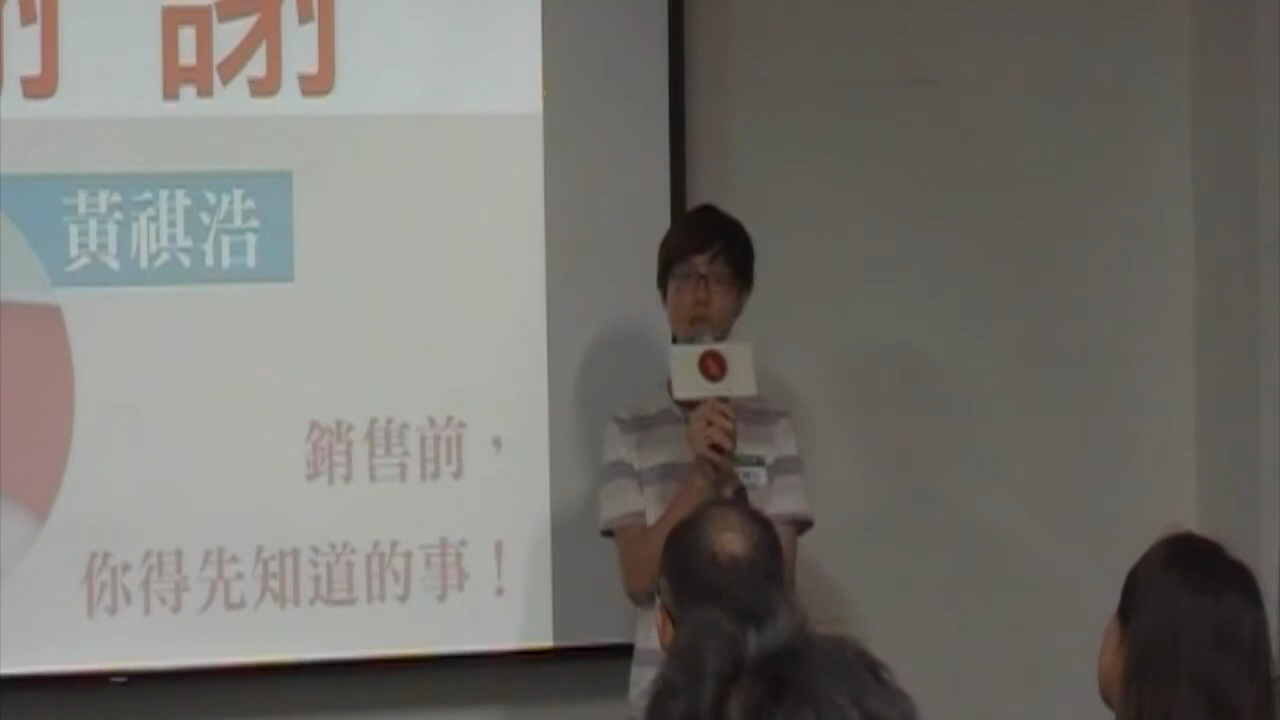 謝
黃祺浩
銷售前，
你得先知道的事！